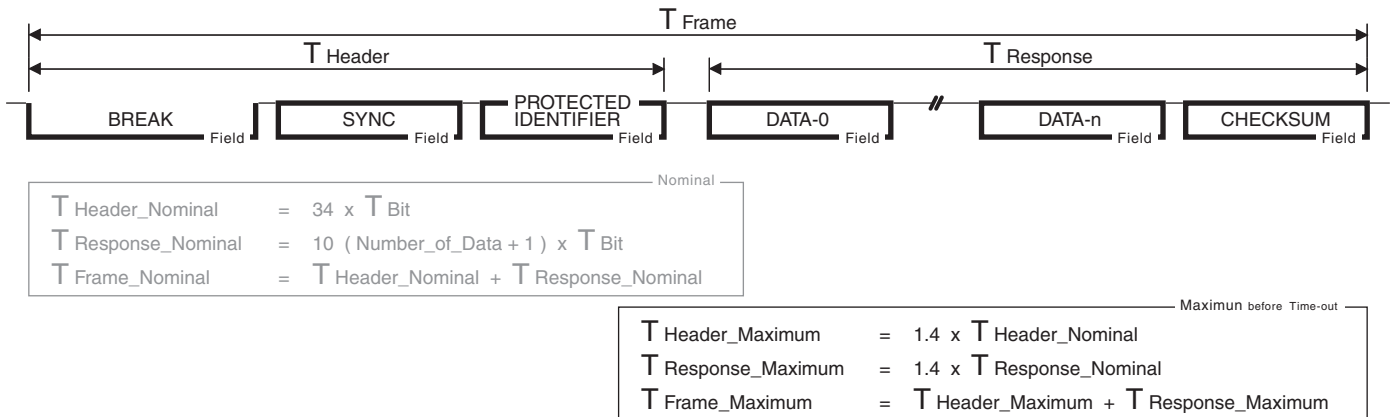 T Frame
T Header
T Response
BREAK
Field
SYNC
Field
PROTECTED
IDENTIFIER
Field
DATA-0
Field
DATA-n
Field
CHECKSUM
Field
Nominal
T Header_Nominal = 34 x T Bit
T Response_Nominal = 10 ( Number_of_Data + 1 ) x T Bit
T Frame_Nominal = T Header_Nominal + T Response_Nominal
Maximun before Time-out
T Header_Maximum = 1.4 x T Header_Nominal
T Response_Maximum = 1.4 x T Response_Nominal
T Frame_Maximum = T Header_Maximum + T Response_Maximum